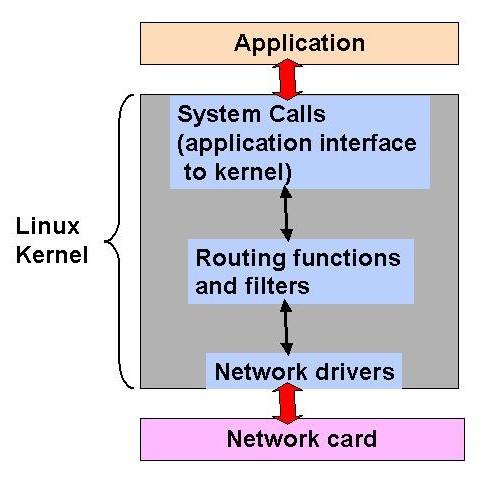 Application
System Calls
(application interface
to kernel)
Linux
Kernel
Routing functions
and filters
Network drivers
Network card